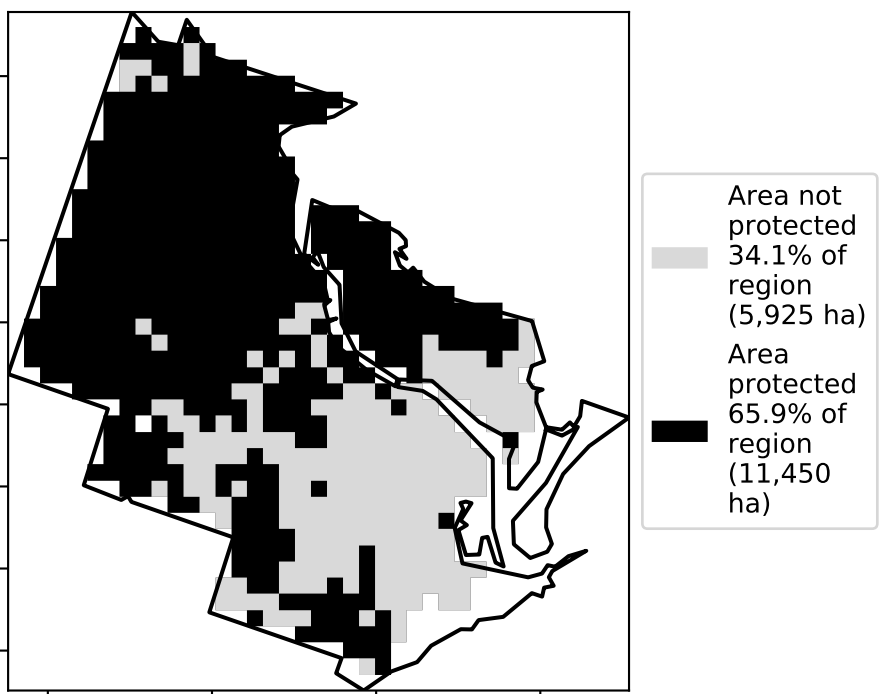 Area not
protected
34.1% of
region
(5,925 ha)
Area
protected
65.9% of
region
(11,450
ha)